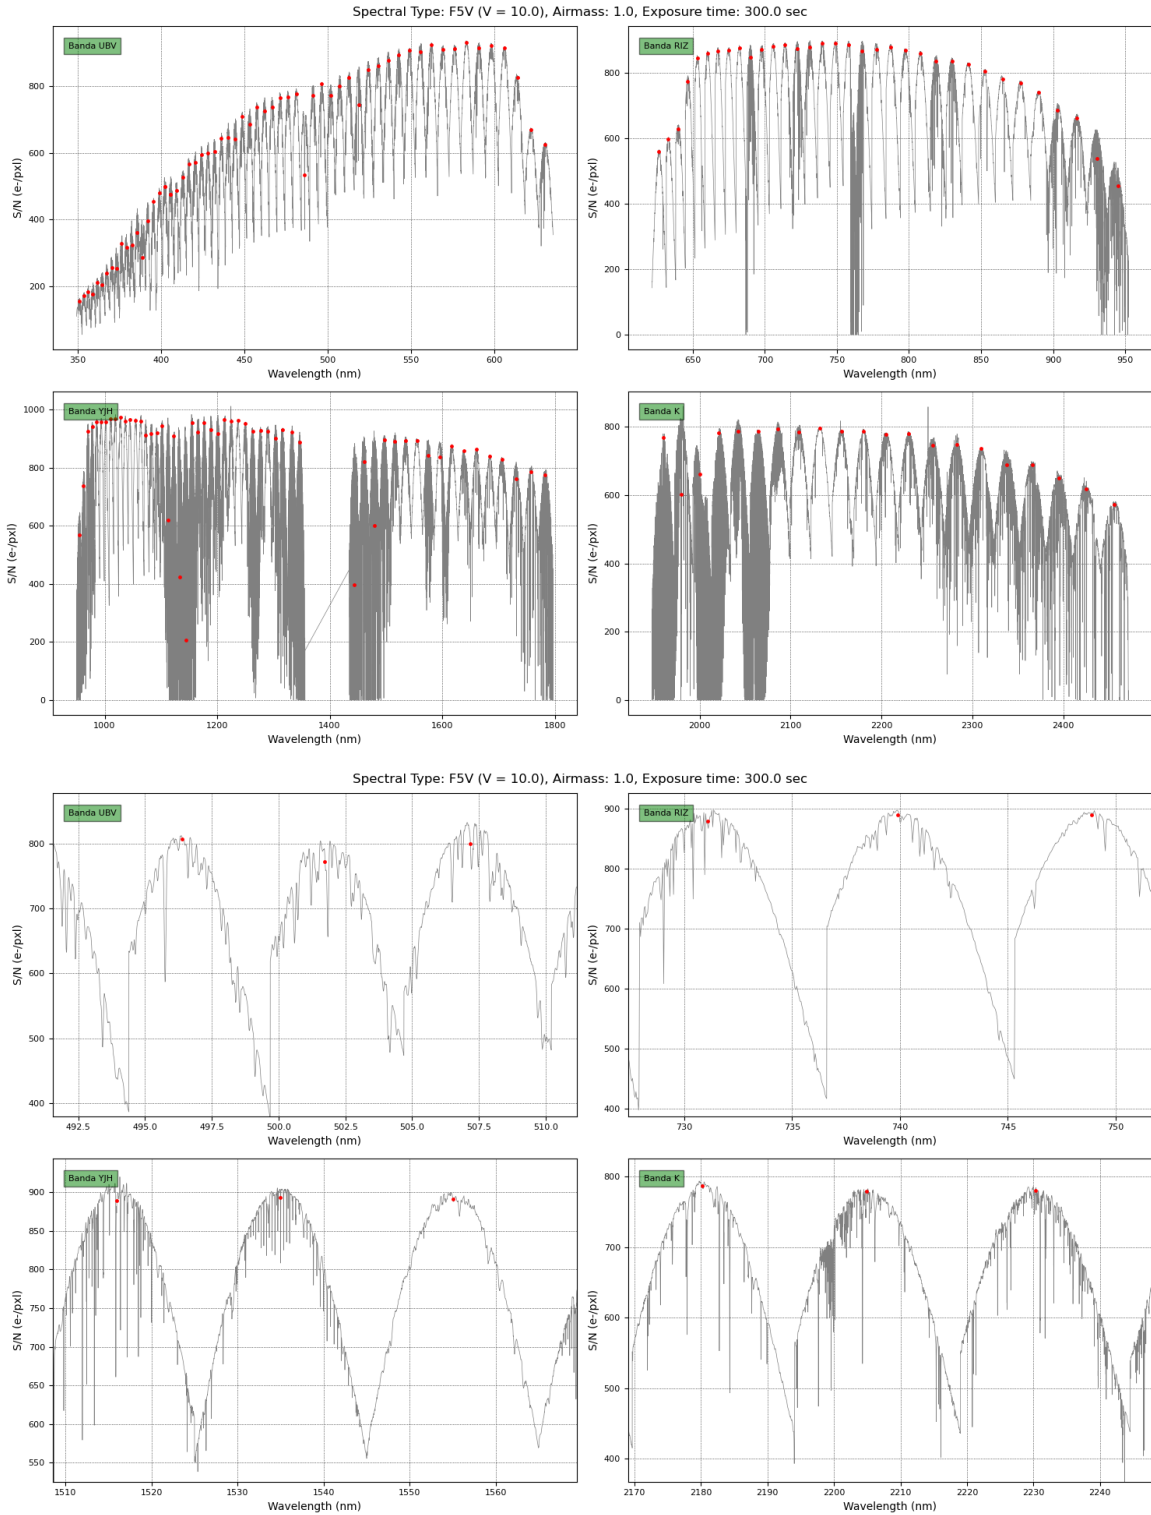 Spectral Type: F5V (V = 10.0), Airmass: 1.0, Exposure time: 300.0 sec
Banda UBV
S/N (e-/pxl)
800
600
400
200
350 400 450 500 550 600
Wavelength (nm)
Banda RIZ
S/N (e-/pxl)
800
600
400
200
0
650 700 750 800 850 900 950
Wavelength (nm)
Banda YJH
S/N (e-/pxl)
1000
800
600
400
200
0
1000 1200 1400 1600 1800
Wavelength (nm)
Banda K
S/N (e-/pxl)
800
700
600
500
400
300
200
100
0
2000 2100 2200 2300 2400
Wavelength (nm)
Spectral Type: F5V (V = 10.0), Airmass: 1.0, Exposure time: 300.0 sec
Banda UBV
S/N (e-/pxl)
800
700
600
500
400
492.5 495.0 497.5 500.0 502.5 505.0 507.5 510.0
Wavelength (nm)
Banda RIZ
S/N (e-/pxl)
900
800
700
600
500
400
730 735 740 745 750
Wavelength (nm)
Banda YJH
S/N (e-/pxl)
900
850
800
750
700
650
600
550
1510 1520 1530 1540 1550 1560
Wavelength (nm)
Banda K
S/N (e-/pxl)
800
700
600
500
400
2170 2180 2190 2200 2210 2220 2230 2240
Wavelength (nm)